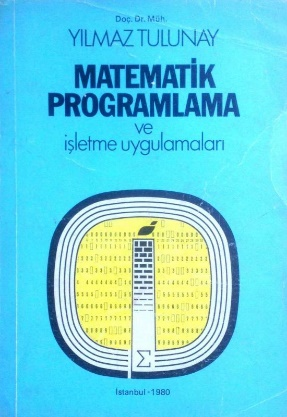 Doç. Dr. Müh.
YILMAZ TULUNAY
MATEMATİK
PROGRAMLAMA
ve
işletme uygulamaları
Σ
İstanbul-1980